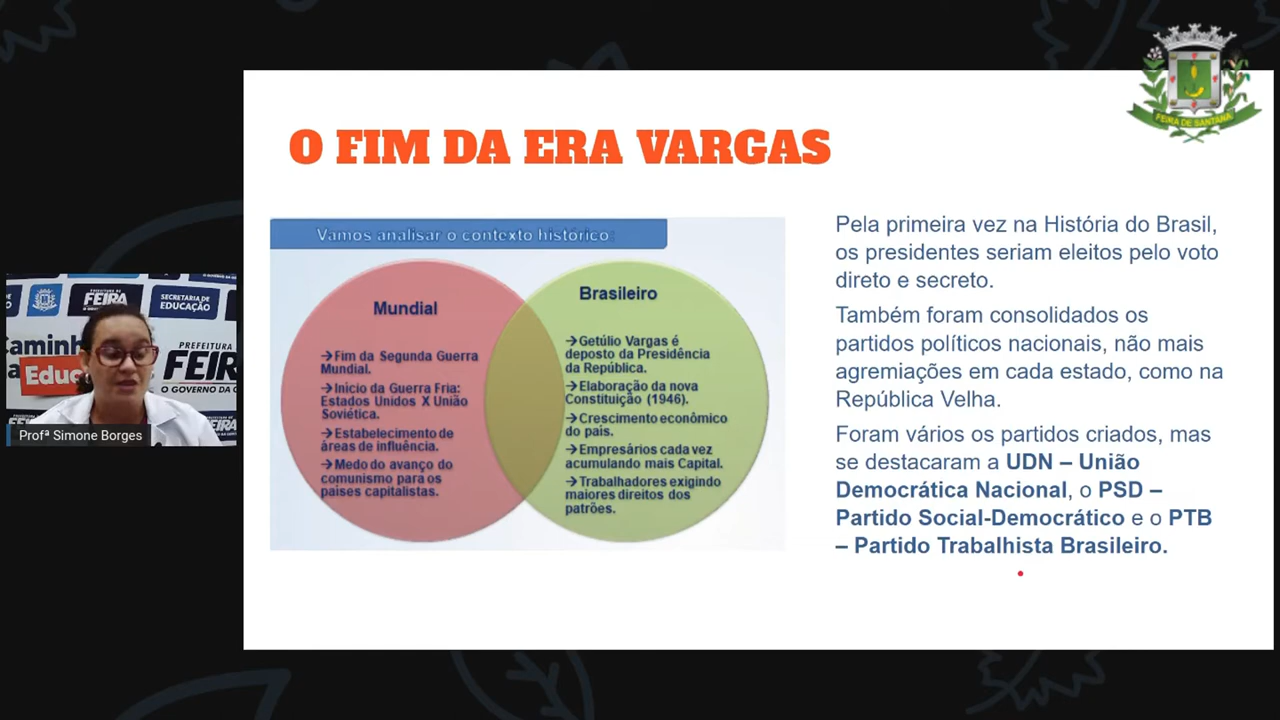 FEIRA DE SANTANA
O FIM DA ERA VARGAS
Vamos analisar o contexto histórico
Mundial
→Fim da Segunda Guerra
Mundial.
→Inicio da Guerra Fria:
Estados Unidos X União
Soviética.
→Estabelecimento de
áreas de influência.
→Medo do avanço do
comunismo para os
países capitalistas.
Brasileiro
→Getúlio Vargas é
deposto da Presidência
da República.
→Elaboração da nova
Constituição (1946).
→Crescimento econômico
do país.
→Empresários cada vez
acumulando mais Capital.
→Trabalhadores exigindo
maiores direitos dos
patrões.
Pela primeira vez na História do Brasil,
os presidentes seriam eleitos pelo voto
direto e secreto.
Também foram consolidados os
partidos políticos nacionais, não mais
agremiações em cada estado, como na
República Velha.
Foram vários os partidos criados, mas
se destacaram a UDN – União
Democrática Nacional, o PSD –
Partido Social-Democrático e o PTB
– Partido Trabalhista Brasileiro.
FEIRA
SECRETARIA DE
EDUCAÇÃO
Caminh
PREFEITURA
FEIR
Educ
O GOVERNO DA
Profª Simone Borges